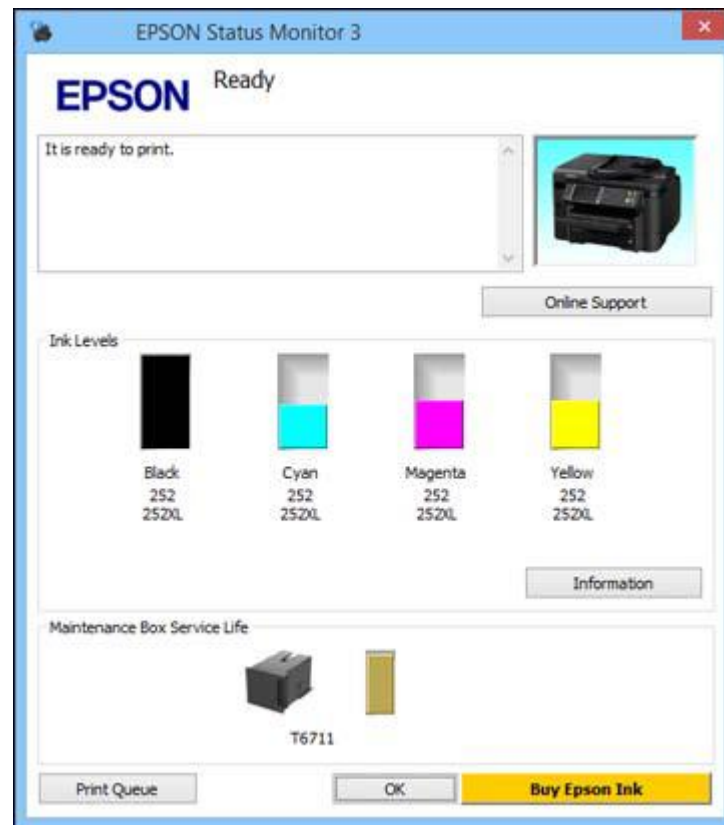 EPSON Status Monitor 3
EPSON
Ready
It is ready to print.
Online Support
Ink Levels
Black
Cyan
Magenta
Yellow
252
252
252
252
252XL
252XL
252XL
252XL
Information
Maintenance Box Service Life
T6711
Print Queue
OK
Buy Epson Ink